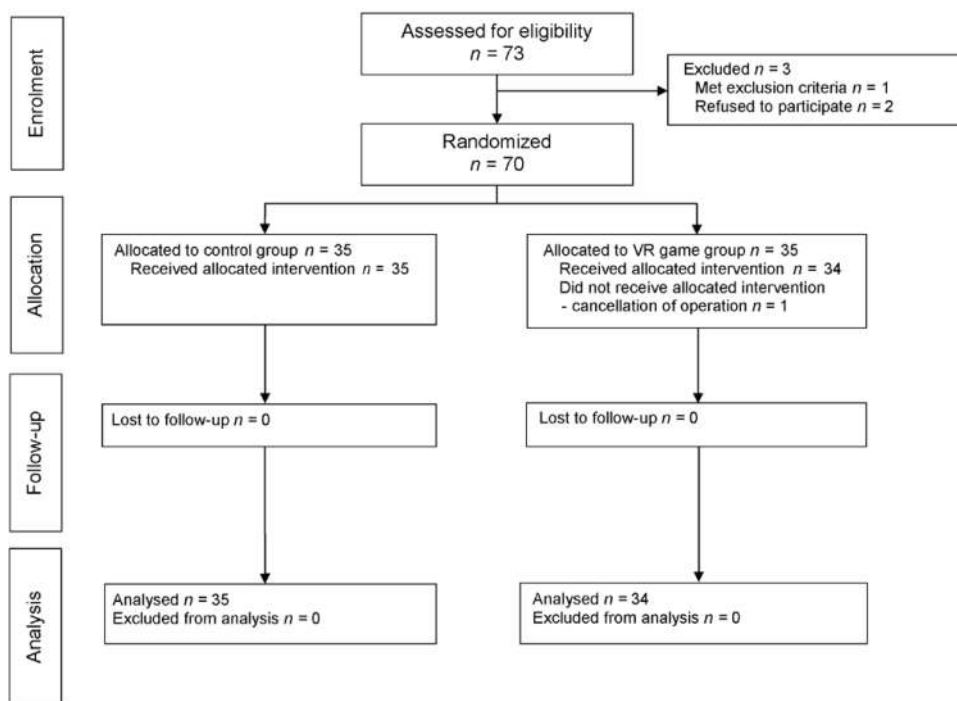 Enrolment
Assessed for eligibility
n = 73
Excluded n = 3
Met exclusion criteria n = 1
Refused to participate n = 2
Randomized
n = 70
Allocation
Allocated to control group n = 35
Received allocated intervention n = 35
Allocated to VR game group n = 35
Received allocated intervention n = 34
Did not receive allocated intervention
- cancellation of operation n = 1
Follow-up
Lost to follow-up n = 0
Lost to follow-up n = 0
Analysis
Analysed n = 35
Excluded from analysis n = 0
Analysed n = 34
Excluded from analysis n = 0